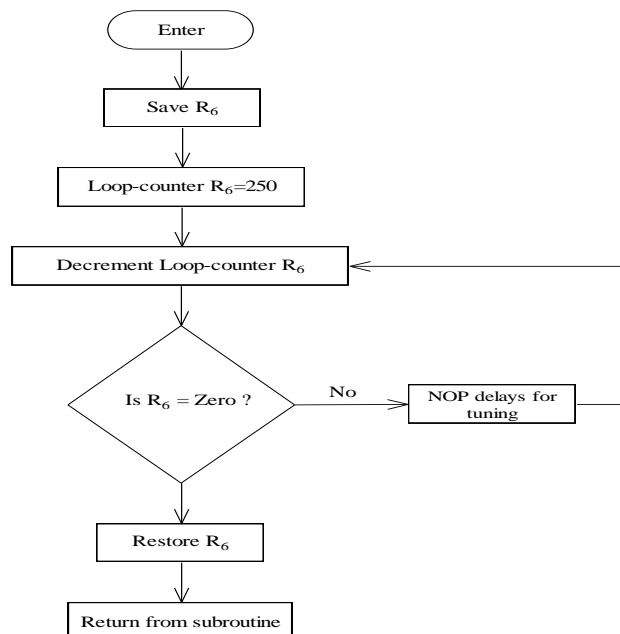 Enter
Save R₆
Loop-counter R₆=250
Decrement Loop-counter R₆
Is R₆ = Zero ?
No
NOP delays for
tuning
Restore R₆
Return from subroutine